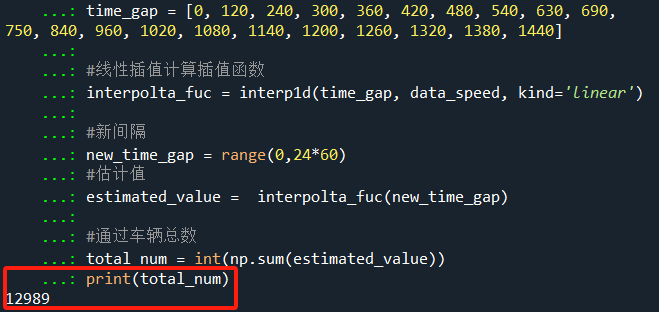 ...: time_gap = [0, 120, 240, 300, 360, 420, 480, 540, 630, 690,
750, 840, 960, 1020, 1080, 1140, 1200, 1260, 1320, 1380, 1440]
...:
...: #线性插值计算插值函数
...: interpolta_fuc = interp1d(time_gap, data_speed, kind='linear')
...:
...: #新间隔
...: new_time_gap = range(0,24*60)
...: #估计值
...: estimated_value =  interpolta_fuc(new_time_gap)
...:
...: #通过车辆总数
...: total_num = int(np.sum(estimated_value))
...: print(total_num)
12989